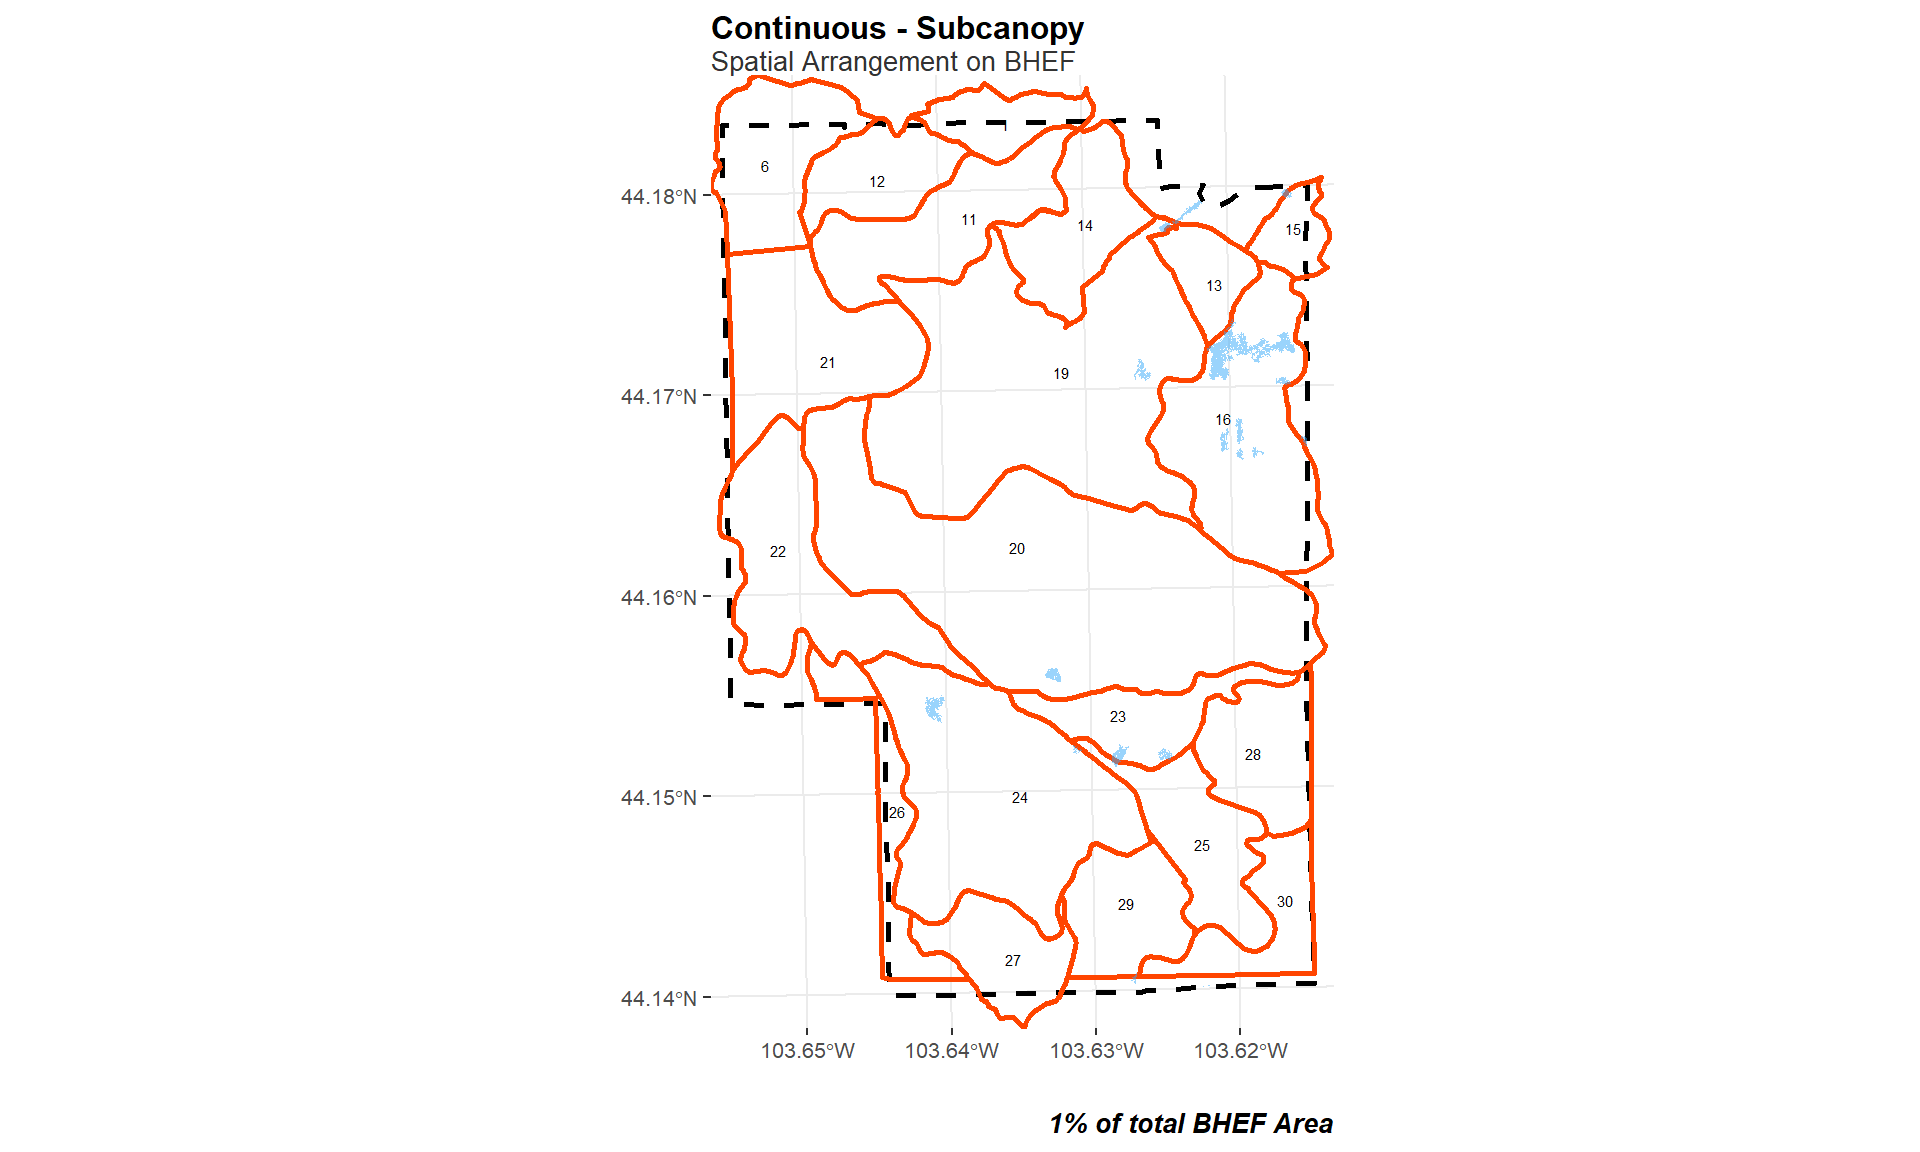 Continuous - Subcanopy
Spatial Arrangement on BHEF
6
12
44.18°N
11
14
15
13
21
19
44.17°N
16
20
22
44.16°N
23
28
44.15°N
24
26
25
29
30
27
44.14°N
103.65°W 103.64°W 103.63°W 103.62°W
1% of total BHEF Area